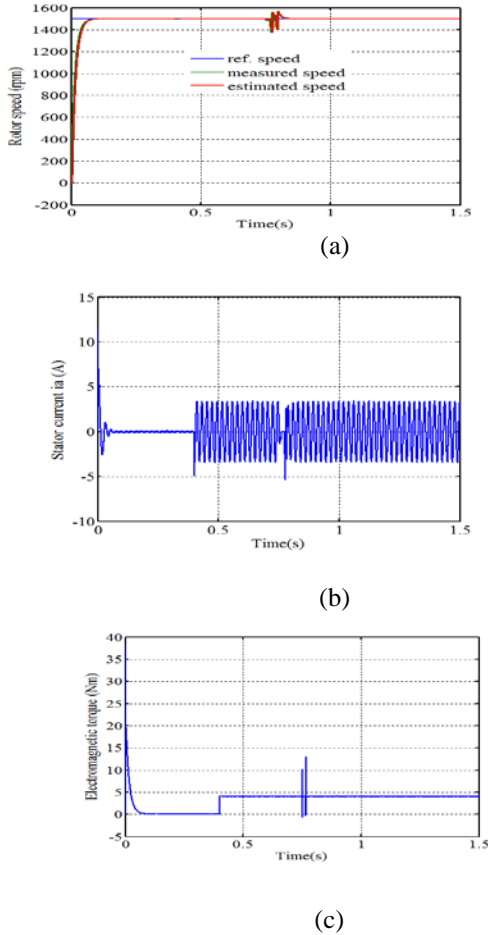 1600
1400
1200
1000
800
600
400
200
0
-200
Rotor speed (rpm)
ref. speed
measured speed
estimated speed
0 0.5 1 1.5
Time(s)
(a)
15
10
5
0
-5
-10
Stator current ia (A)
0 0.5 1 1.5
Time(s)
(b)
40
35
30
25
20
15
10
5
0
-5
Electromagnetic torque (Nm)
0 0.5 1 1.5
Time(s)
(c)